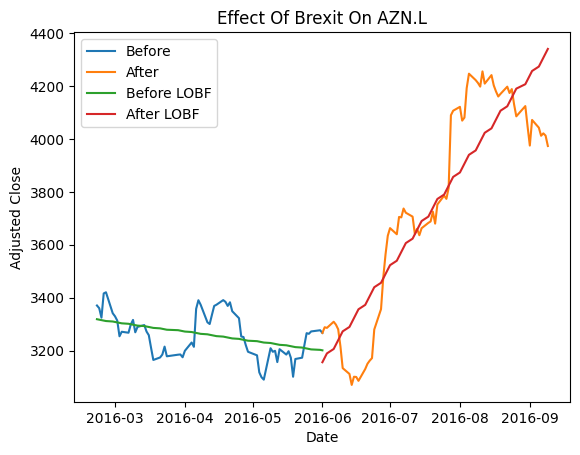 Effect Of Brexit On AZN.L
Before
After
Before LOBF
After LOBF
Adjusted Close
4400
4200
4000
3800
3600
3400
3200
2016-03 2016-04 2016-05 2016-06 2016-07 2016-08 2016-09
Date